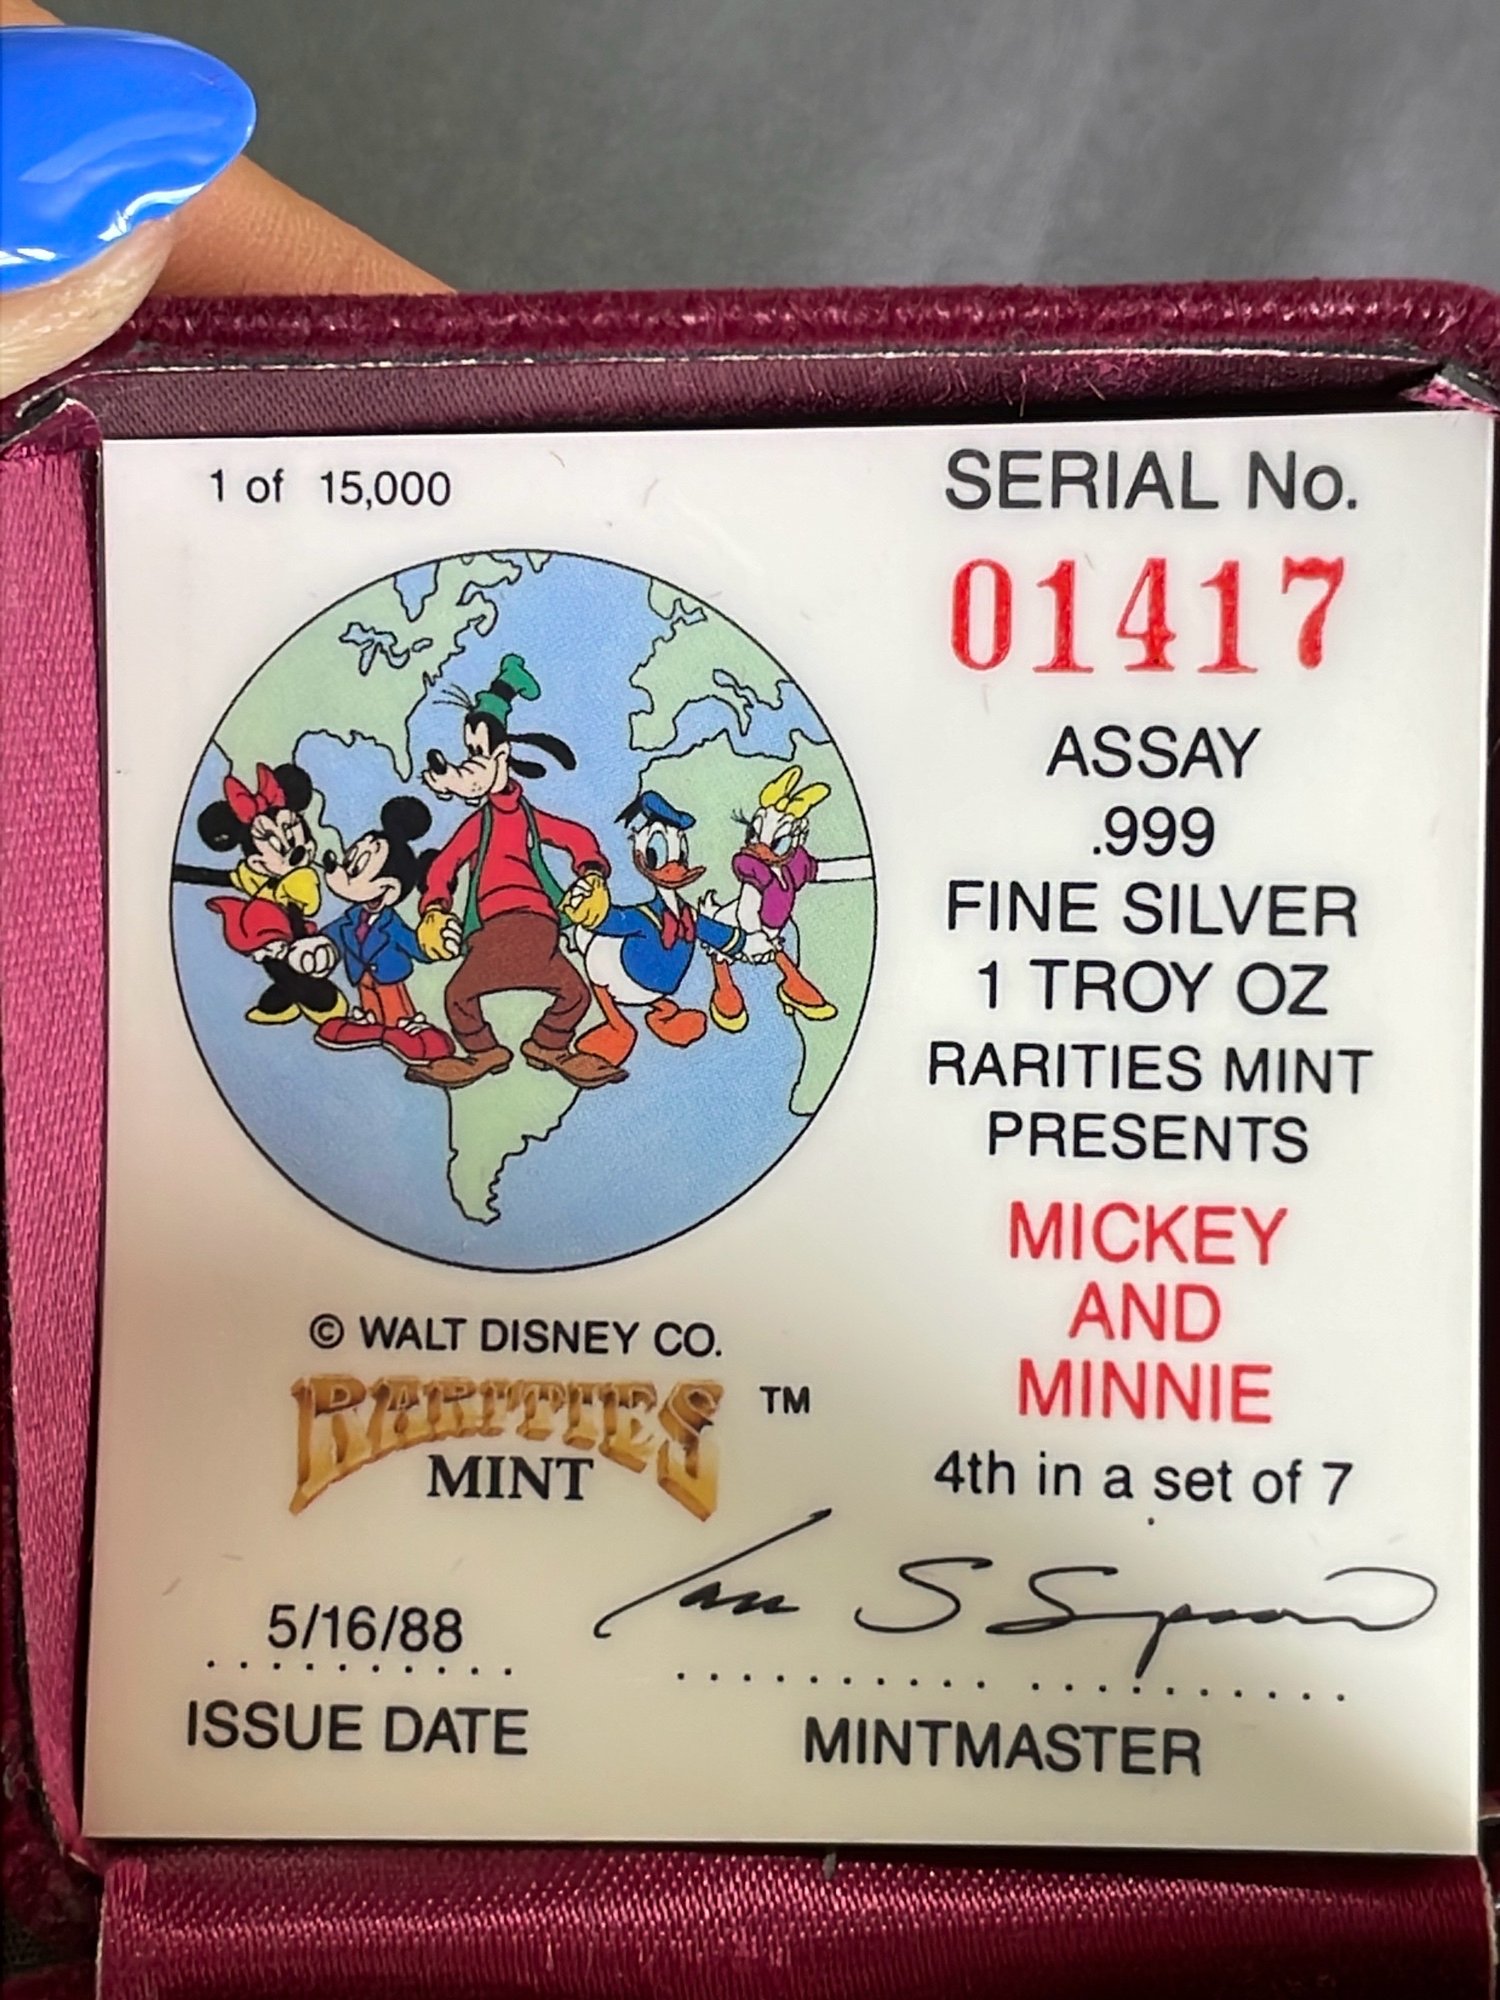 1 of 15,000
SERIAL No.
01417
ASSAY
.999
FINE SILVER
1 TROY OZ
RARITIES MINT
PRESENTS
MICKEY
AND
MINNIE
4th in a set of 7
© WALT DISNEY CO.
RARITIES TM
MINT
5/16/88
ISSUE DATE
MINTMASTER